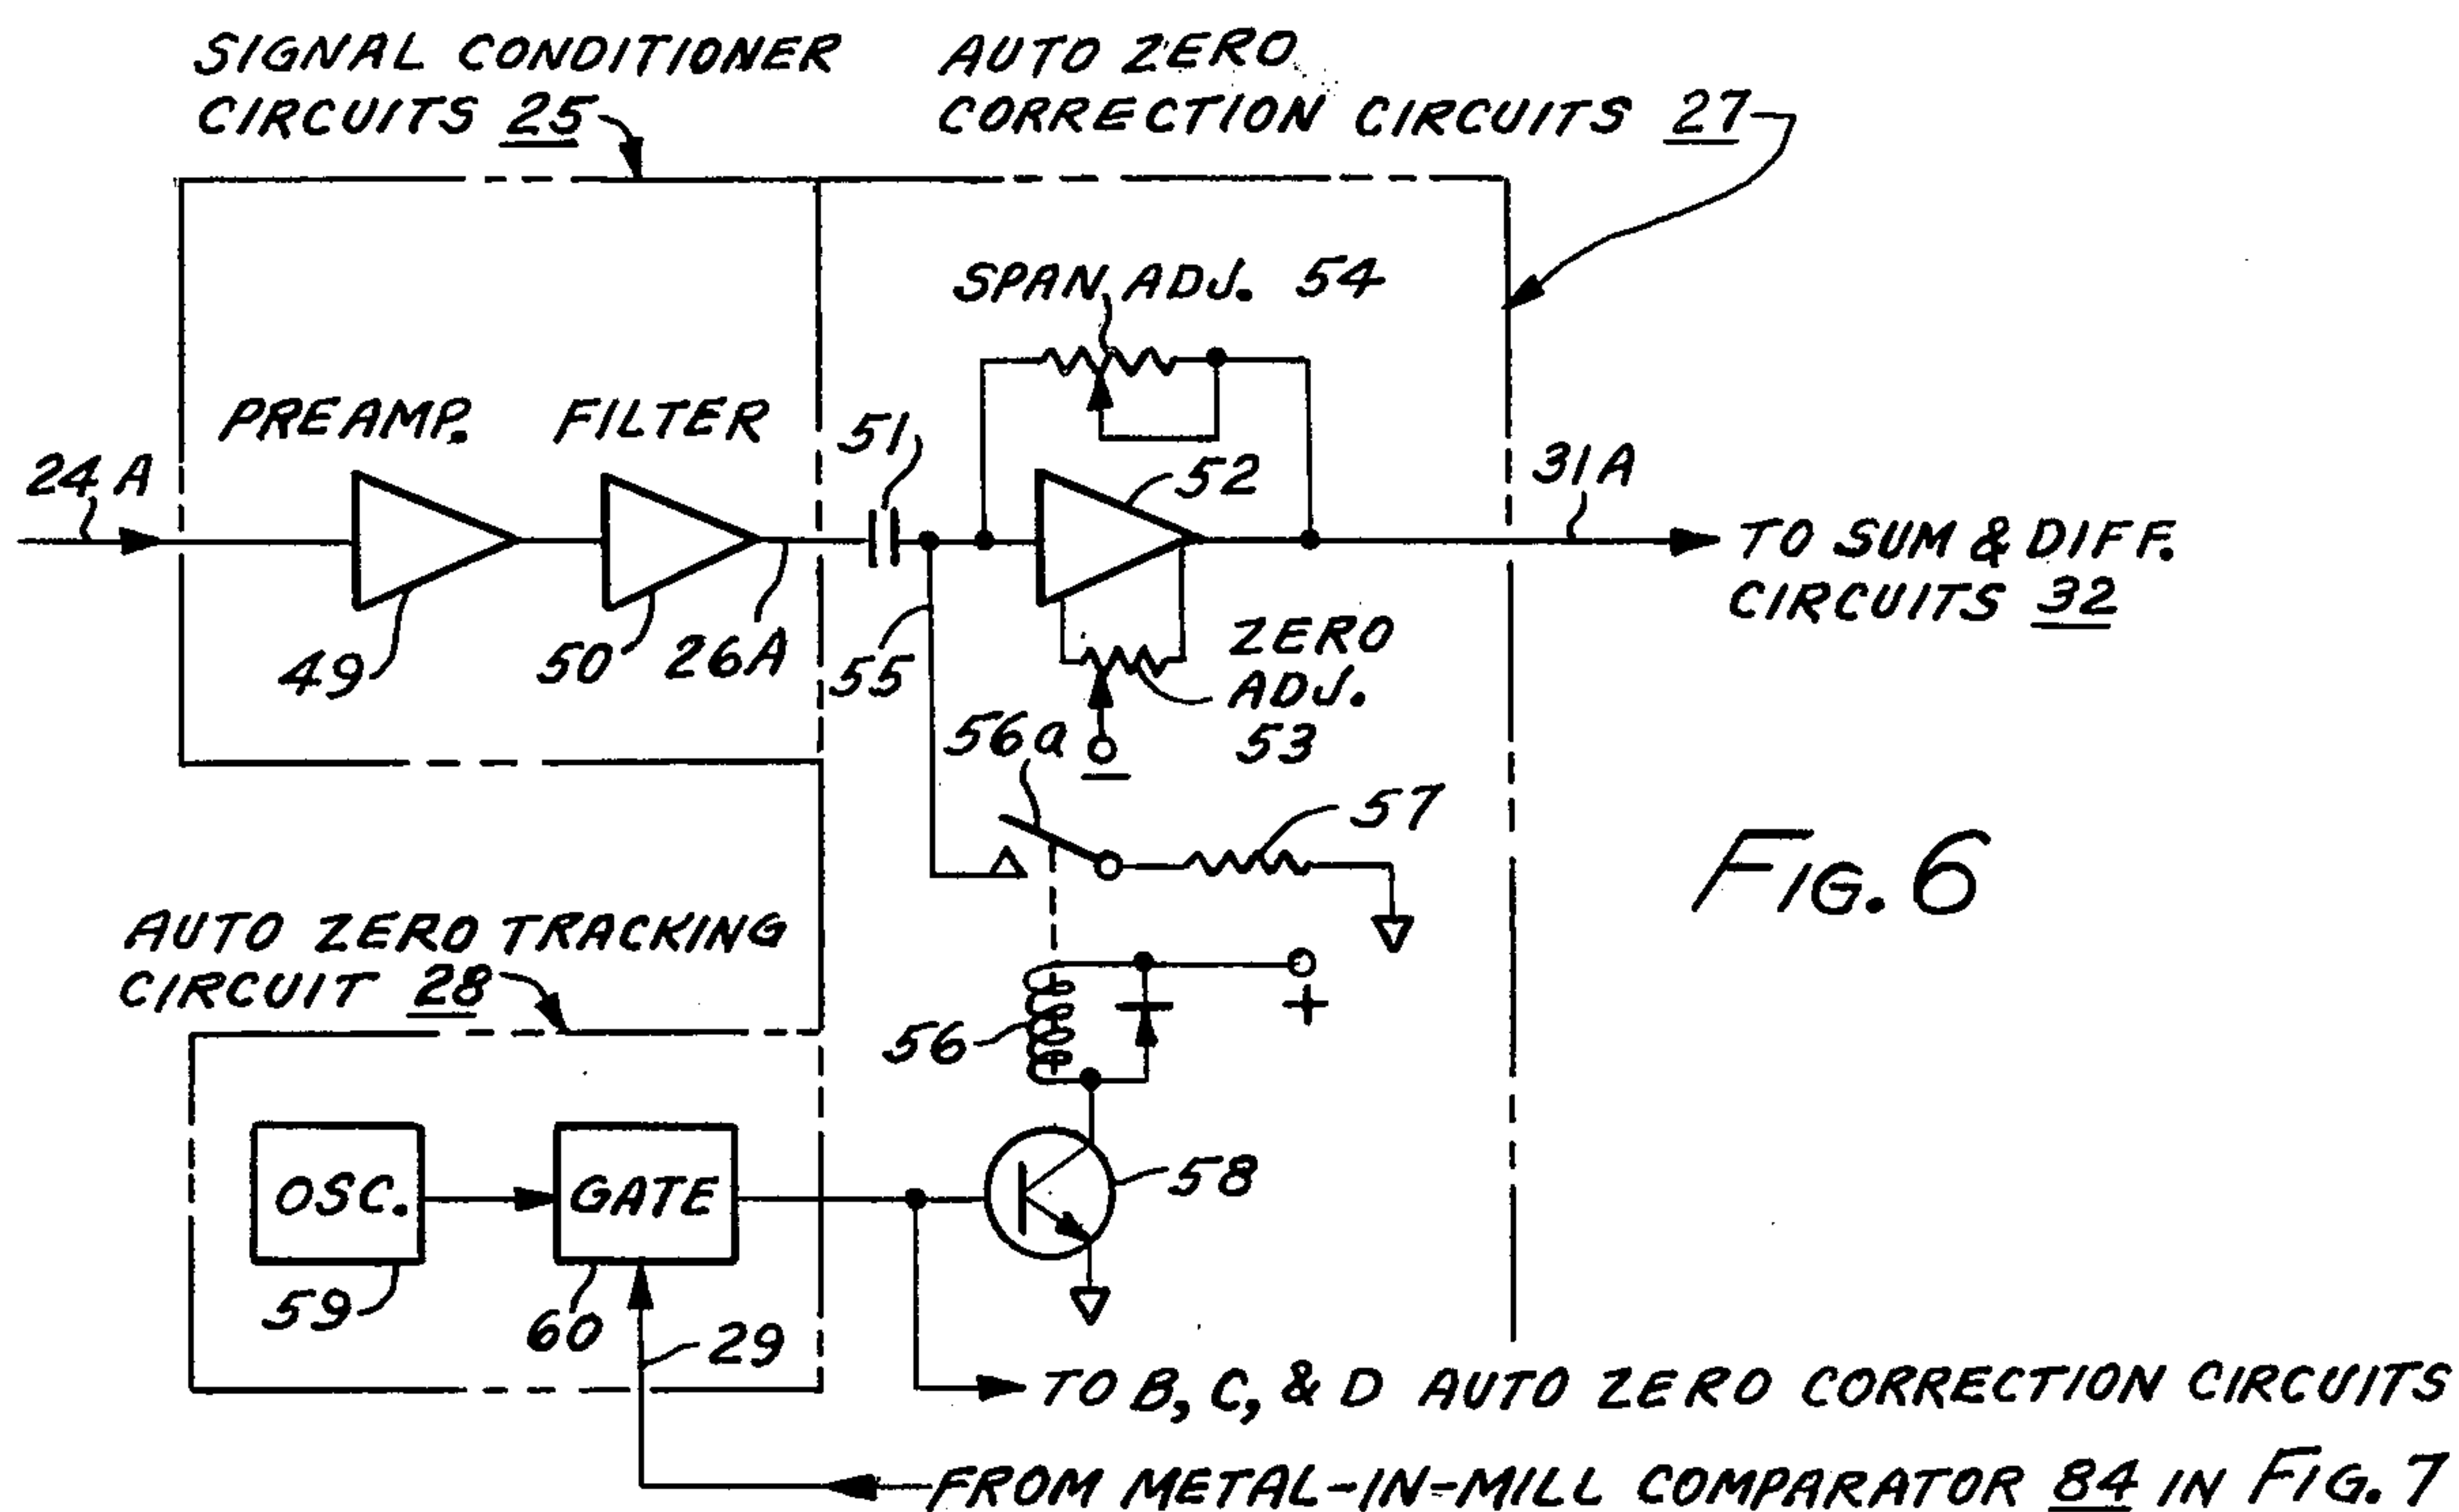 SIGNAL CONDITIONER
CIRCUITS 25
AUTO ZERO
CORRECTION CIRCUITS 27
SPAN ADJ. 54
PREAMP.
FILTER
51
24A
52
31A
TO SUM & DIFF.
CIRCUITS 32
49
50
26A
55
ZERO
ADJ.
53
56a
–
57
FIG. 6
AUTO ZERO TRACKING
CIRCUIT 28
56
+
OSC.
GATE
58
59
60
29
TO B, C, & D AUTO ZERO CORRECTION CIRCUITS
FROM METAL-IN-MILL COMPARATOR 84 IN FIG. 7